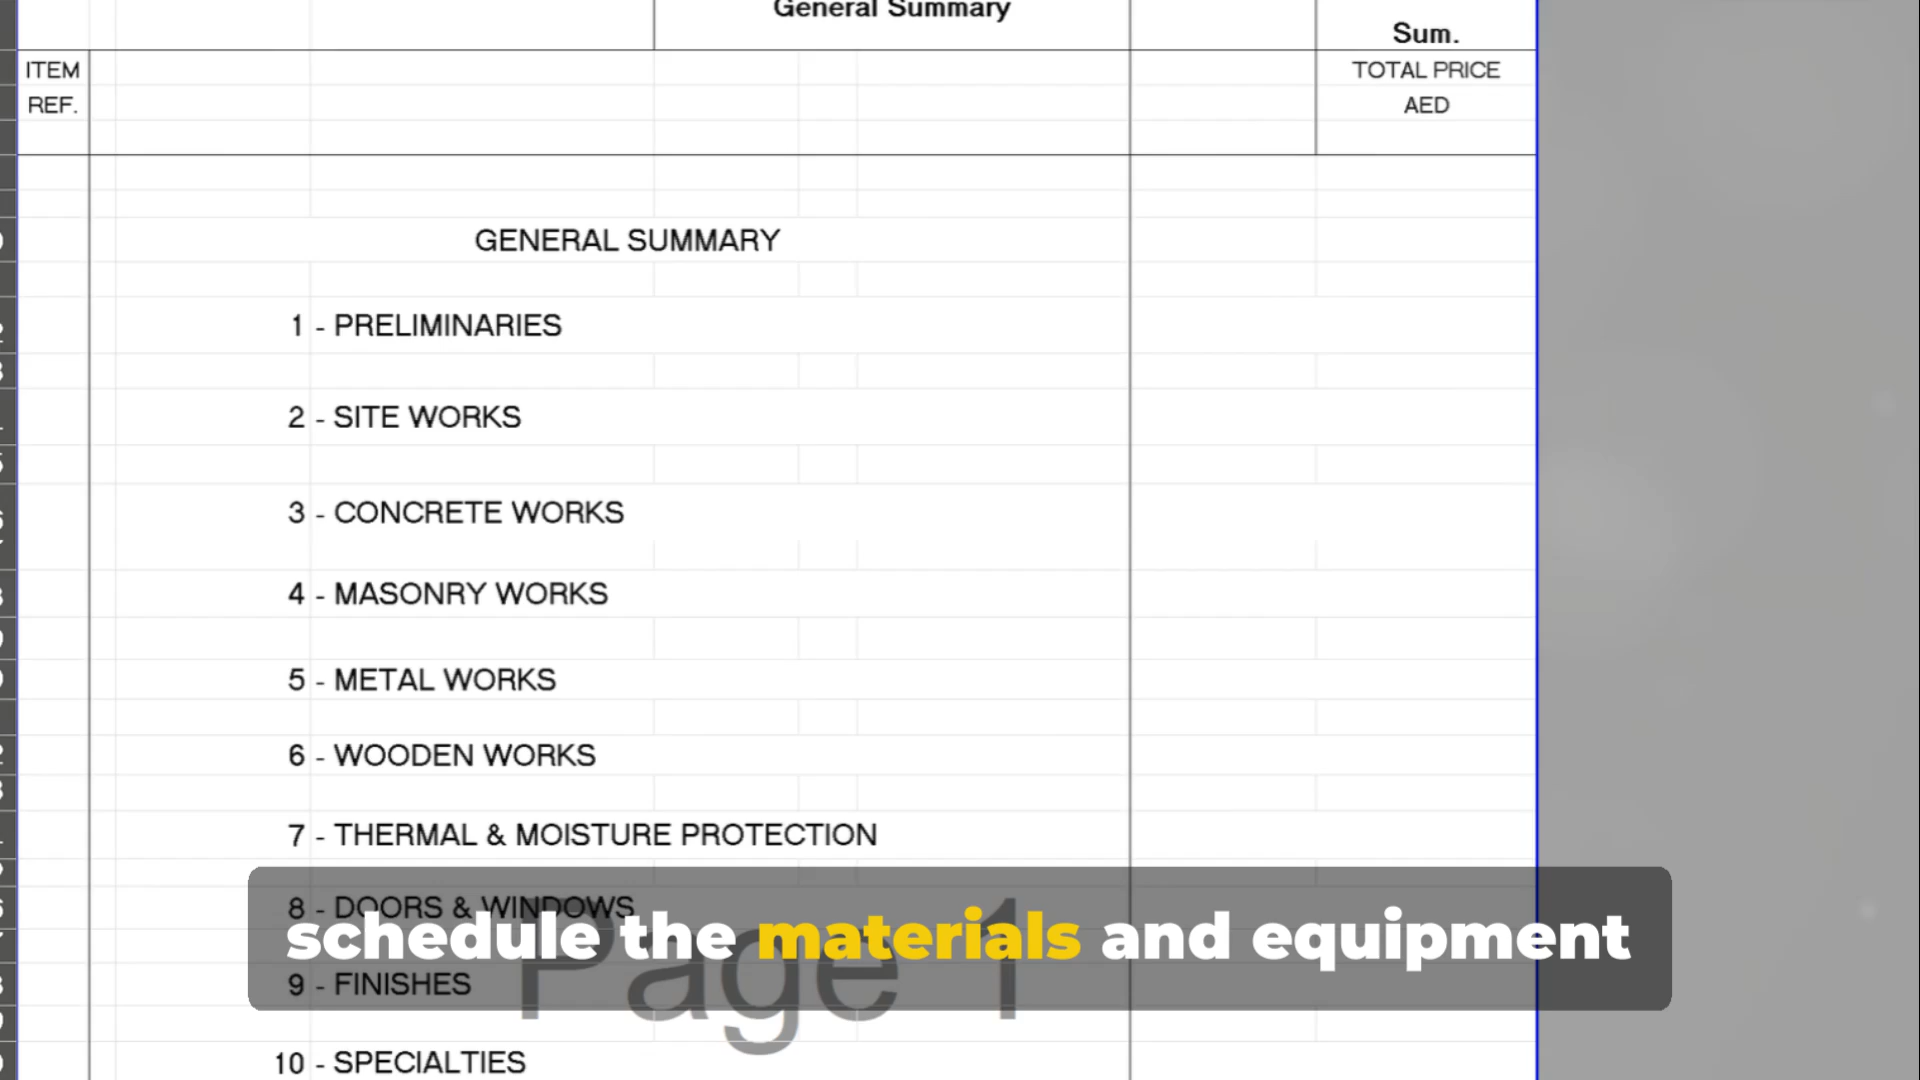 General Summary
Sum.
ITEM
REF.
TOTAL PRICE
AED
GENERAL SUMMARY
1 - PRELIMINARIES
2 - SITE WORKS
3 - CONCRETE WORKS
4 - MASONRY WORKS
5 - METAL WORKS
6 - WOODEN WORKS
7 - THERMAL & MOISTURE PROTECTION
8 - DOORS & WINDOWS
schedule the materials and equipment
Page 1
9 - FINISHES
10 - SPECIALTIES